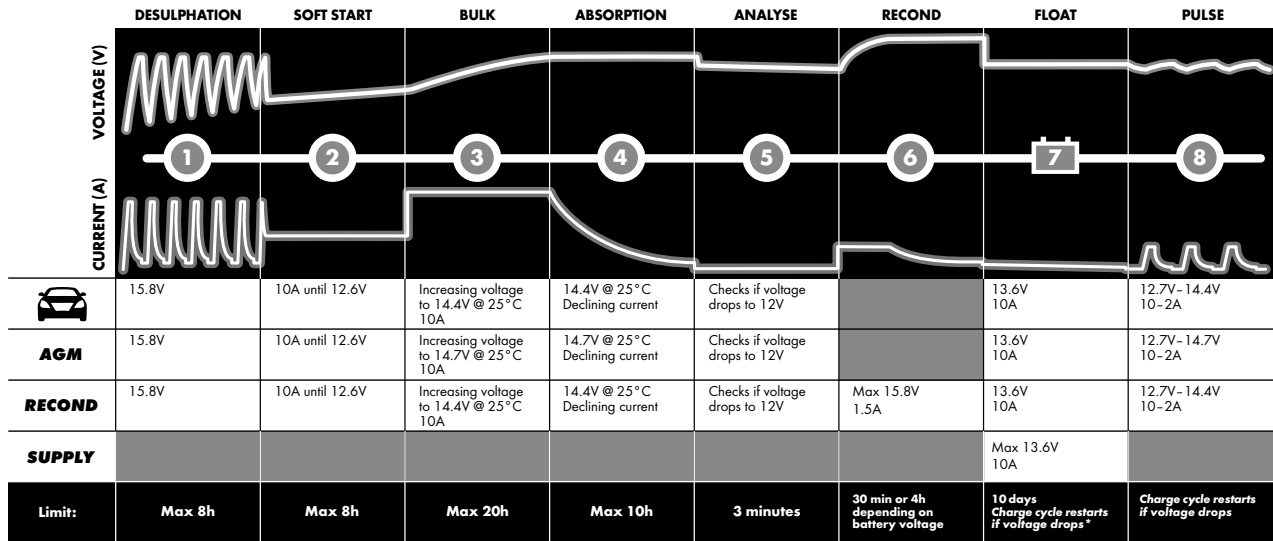 DESULPHATION SOFT START BULK ABSORPTION ANALYSE RECOND FLOAT PULSE
VOLTAGE (V)
1 2 3 4 5 6 7 8
CURRENT (A)
15.8V
10A until 12.6V
Increasing voltage
to 14.4V @ 25°C
10A
14.4V @ 25°C
Declining current
Checks if voltage
drops to 12V
13.6V
10A
12.7V–14.4V
10–2A
AGM
15.8V
10A until 12.6V
Increasing voltage
to 14.7V @ 25°C
10A
14.7V @ 25°C
Declining current
Checks if voltage
drops to 12V
13.6V
10A
12.7V–14.7V
10–2A
RECOND
15.8V
10A until 12.6V
Increasing voltage
to 14.4V @ 25°C
10A
14.4V @ 25°C
Declining current
Checks if voltage
drops to 12V
Max 15.8V
1.5A
13.6V
10A
12.7V–14.4V
10–2A
SUPPLY
Max 13.6V
10A
Limit:
Max 8h
Max 8h
Max 20h
Max 10h
3 minutes
30 min or 4h
depending on
battery voltage
10 days
Charge cycle restarts
if voltage drops*
Charge cycle restarts
if voltage drops